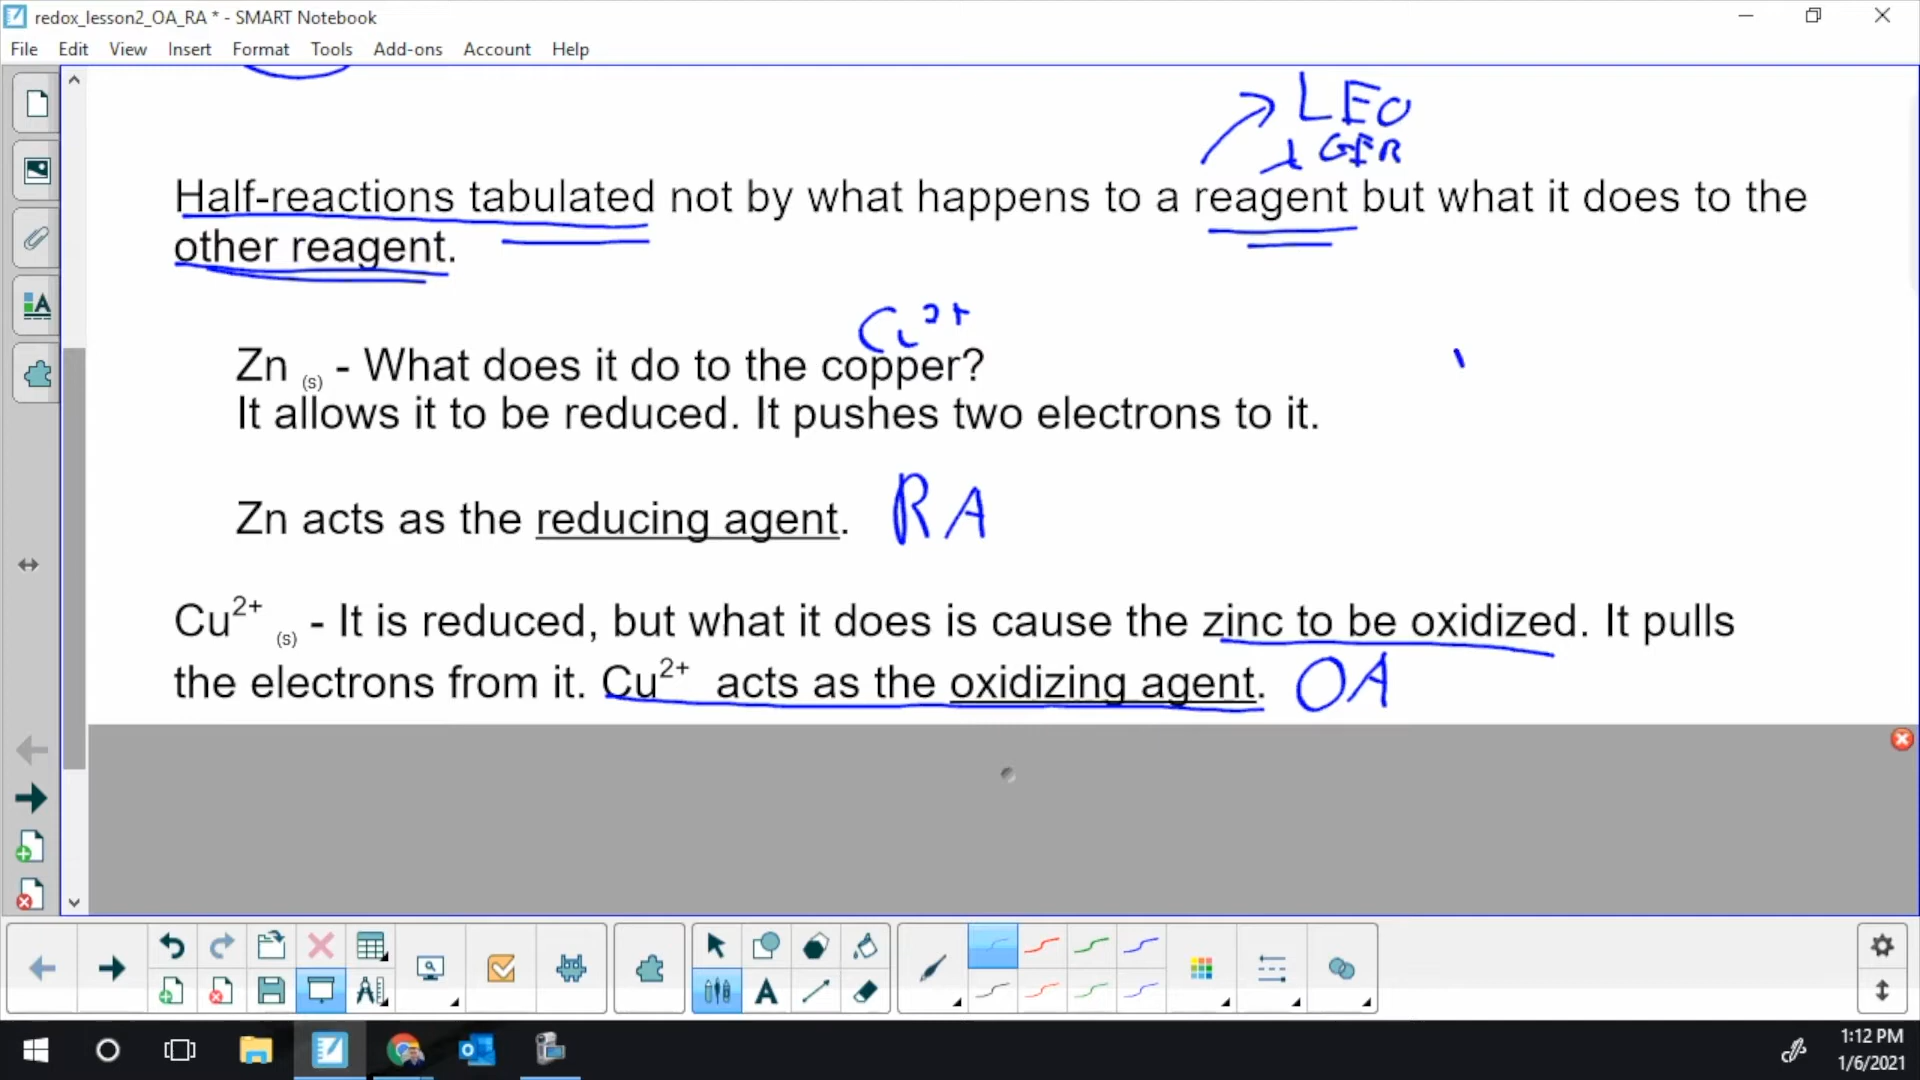 redox_lesson2_OA_RA * - SMART Notebook
File Edit View Insert Format Tools Add-ons Account Help
LEO
GER
Half-reactions tabulated not by what happens to a reagent but what it does to the
other reagent.
Cu²⁺
Zn (s) - What does it do to the copper?
It allows it to be reduced. It pushes two electrons to it.
Zn acts as the reducing agent. RA
Cu²⁺ (s) - It is reduced, but what it does is cause the zinc to be oxidized. It pulls
the electrons from it. Cu²⁺ acts as the oxidizing agent. OA
1:12 PM
1/6/2021